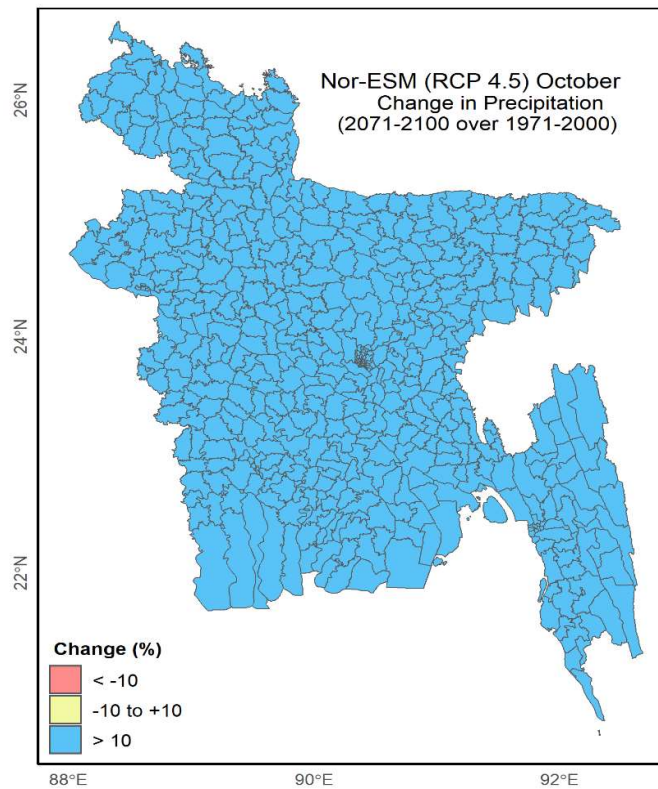 Nor-ESM (RCP 4.5) October
Change in Precipitation
(2071-2100 over 1971-2000)
26°N
24°N
22°N
Change (%)
< -10
-10 to +10
> 10
88°E
90°E
92°E